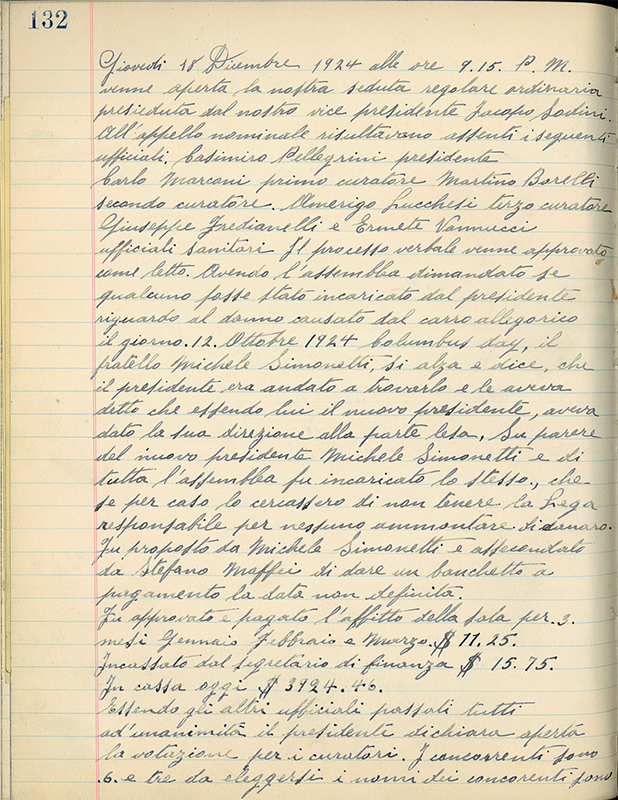 132
Giovedi 18 Dicembre 1924 alle ore 9.15. P. M.
venne aperta la nostra seduta regolare ordinaria
presieduta dal nostro vice presidente Jacopo Sodini.
All'appello nominale risultavano assenti i seguenti
ufficiali. Casimiro Pellegrini presidente
Carlo Marconi primo curatore Martino Borelli
secondo curatore. Amerigo Lucchesi terzo curatore
Giuseppe Fredianelli e Ermete Vannucci
ufficiali sanitari Il processo verbale venne approvato
come letto. Avendo l'assemblea dimandato se
qualcuno fosse stato incaricato dal presidente
riguardo al danno causato dal carro allegorico
il giorno. 12. Ottobre 1924 Columbus day, il
fratello Michele Simonetti, si alza e dice, che
il presidente era andato a trovarlo e le aveva
detto che essendo lui il nuovo presidente, aveva
dato la sua direzione alla parte lesa. Su parere
del nuovo presidente Michele Simonetti e di
tutta l'assemblea fu incaricato lo stesso., che
se per caso lo cercassero di non tenere la Lega
responsabile per nessuno ammontare di danaro.
Fu proposto da Michele Simonetti e assecondato
da Stefano Maffei di dare un banchetto a
pagamento la data non definita.
Fu approvato e pagato l'affitto della sala per. 3.
mesi Gennaio Febbraio e Marzo. $ 11.25.
Incassato dal segretario di finanza $ 15.75.
In cassa oggi $ 3924.46.
Essendo gli altri ufficiali passati tutti
ad'unanimità il presidente dichiara aperta
la votazione per i curatori. I concorrenti sono
.6. e tre da eleggersi i nomi dei concorenti sono